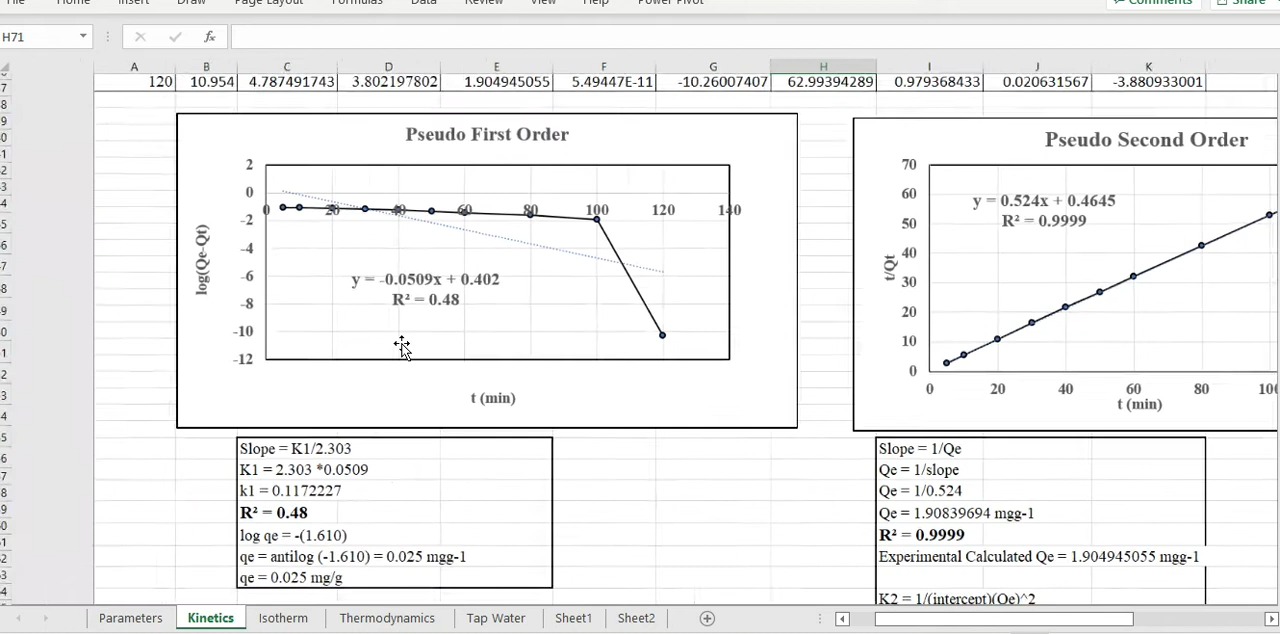 File Home Insert Draw Page Layout Formulas Data Review View Help Power Pivot Comments Share
H71 fx
A B C D E F G H I J K
120 10.954 4.787491743 3.802197802 1.904945055 5.49447E-11 -10.26007407 62.99394289 0.979368433 0.020631567 -3.880933001
Pseudo First Order
2
0
-2
-4
-6
-8
-10
-12
0 20 40 60 80 100 120 140
log(Qe-Qt)
y = -0.0509x + 0.402
R² = 0.48
t (min)
Pseudo Second Order
70
60
50
40
30
20
10
0
y = 0.524x + 0.4645
R² = 0.9999
t/Qt
0 20 40 60 80
t (min)
Slope = K1/2.303
K1 = 2.303 *0.0509
k1 = 0.1172227
R² = 0.48
log qe = -(1.610)
qe = antilog (-1.610) = 0.025 mgg-1
qe = 0.025 mg/g
Slope = 1/Qe
Qe = 1/slope
Qe = 1/0.524
Qe = 1.90839694 mgg-1
R² = 0.9999
Experimental Calculated Qe = 1.904945055 mgg-1
K2 = 1/(intercept)(Qe)^2
Parameters Kinetics Isotherm Thermodynamics Tap Water Sheet1 Sheet2